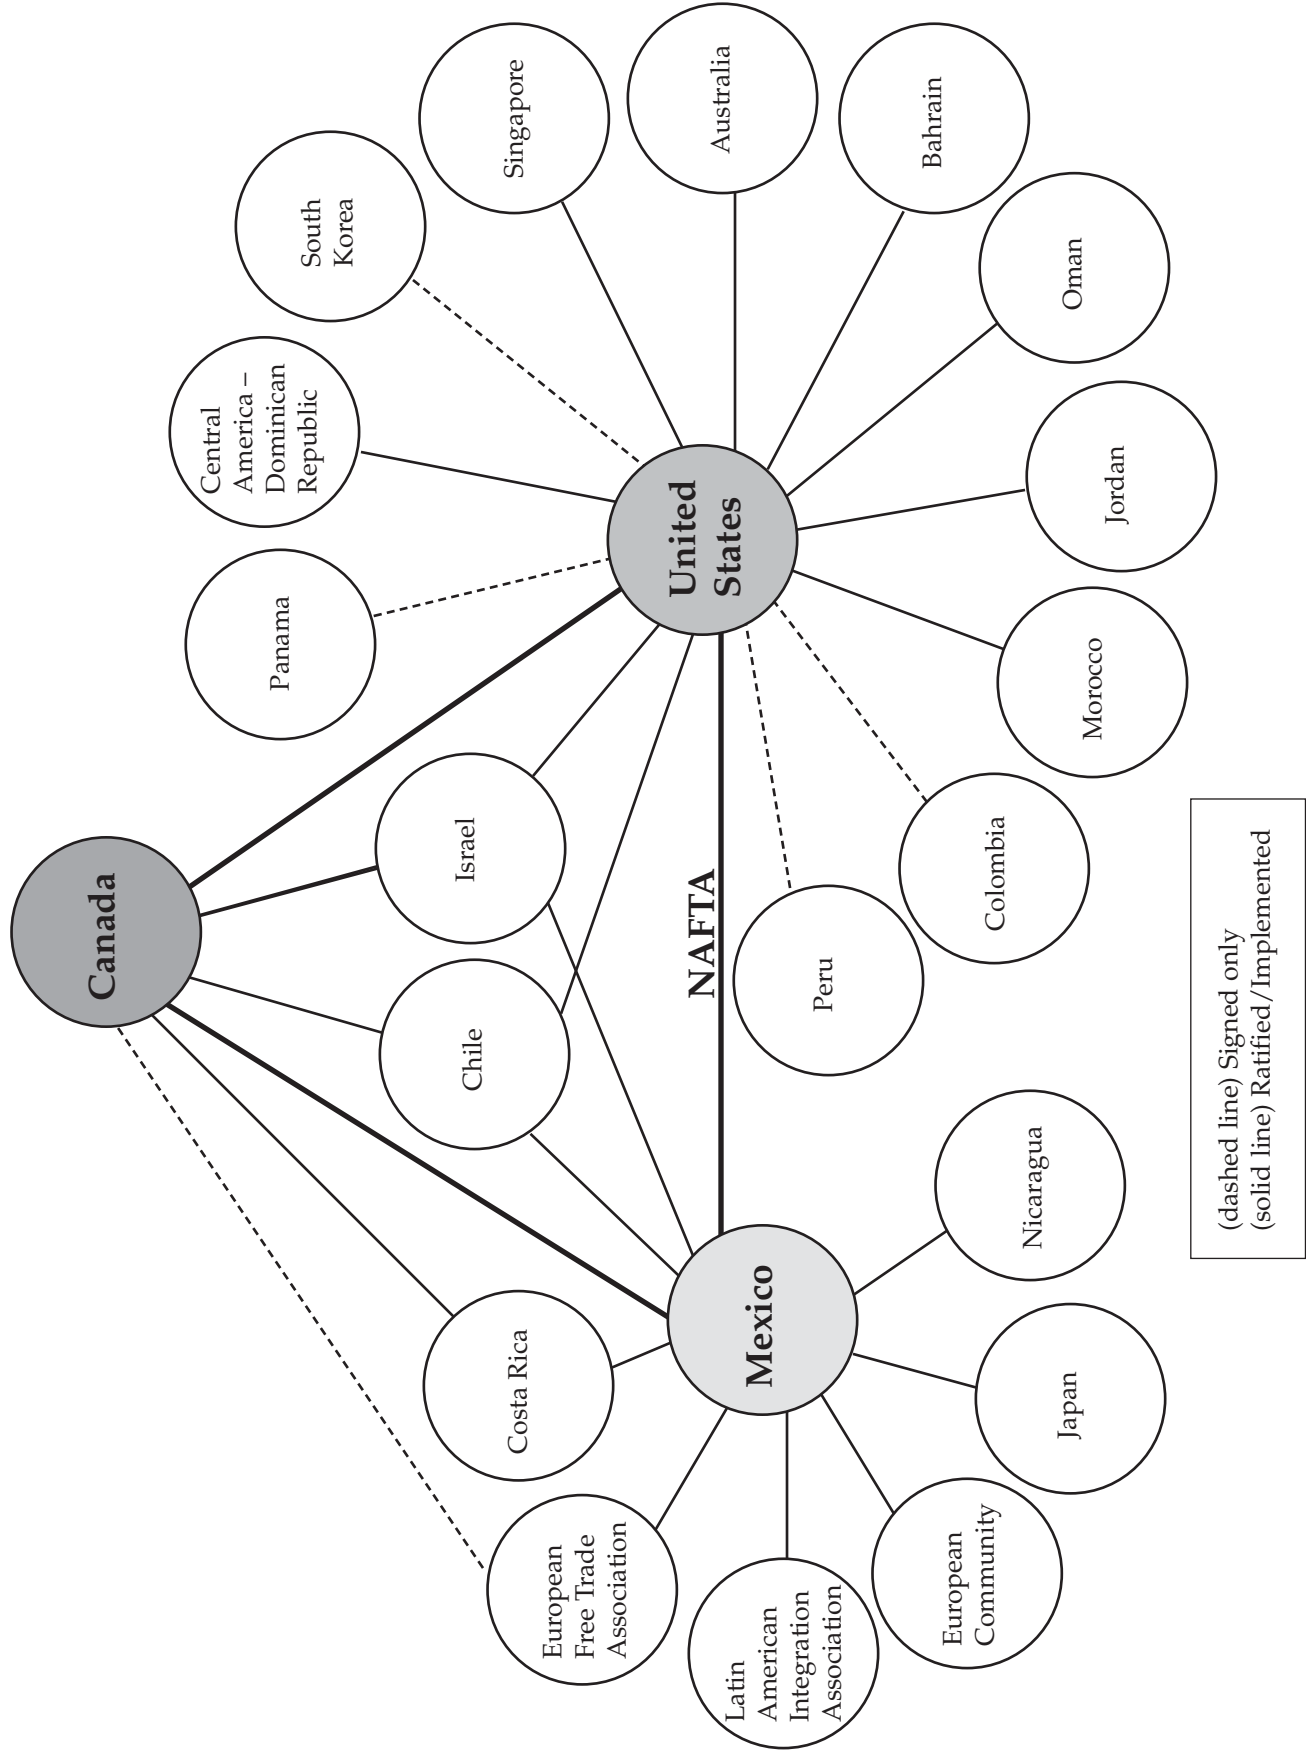 Canada
European
Free Trade
Association
Costa Rica
Chile
Israel
Panama
Central
America –
Dominican
Republic
South
Korea
Singapore
Latin
American
Integration
Association
Mexico
NAFTA
United
States
Australia
European
Community
Japan
Nicaragua
Peru
Colombia
Morocco
Jordan
Oman
Bahrain
(dashed line) Signed only
(solid line) Ratified/Implemented